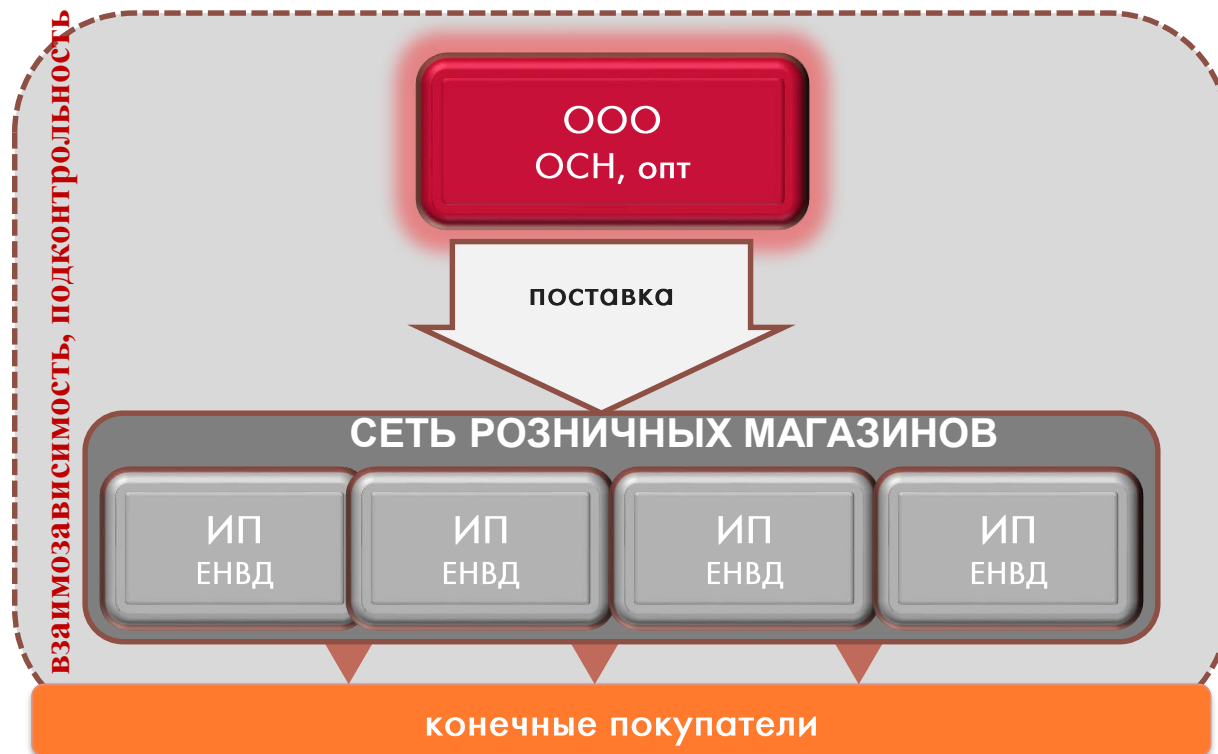 взаимозависимость, подконтрольность
ООО
ОСН, опт
поставка
СЕТЬ РОЗНИЧНЫХ МАГАЗИНОВ
ИП
ЕНВД
ИП
ЕНВД
ИП
ЕНВД
ИП
ЕНВД
конечные покупатели